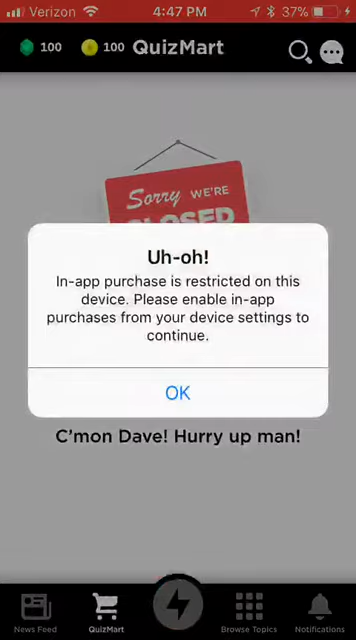 Verizon 4:47 PM 37%
100 100 QuizMart
Sorry WE'RE
CLOSED
Uh-oh!
In-app purchase is restricted on this
device. Please enable in-app
purchases from your device settings to
continue.
OK
C'mon Dave! Hurry up man!
News Feed QuizMart Browse Topics Notifications